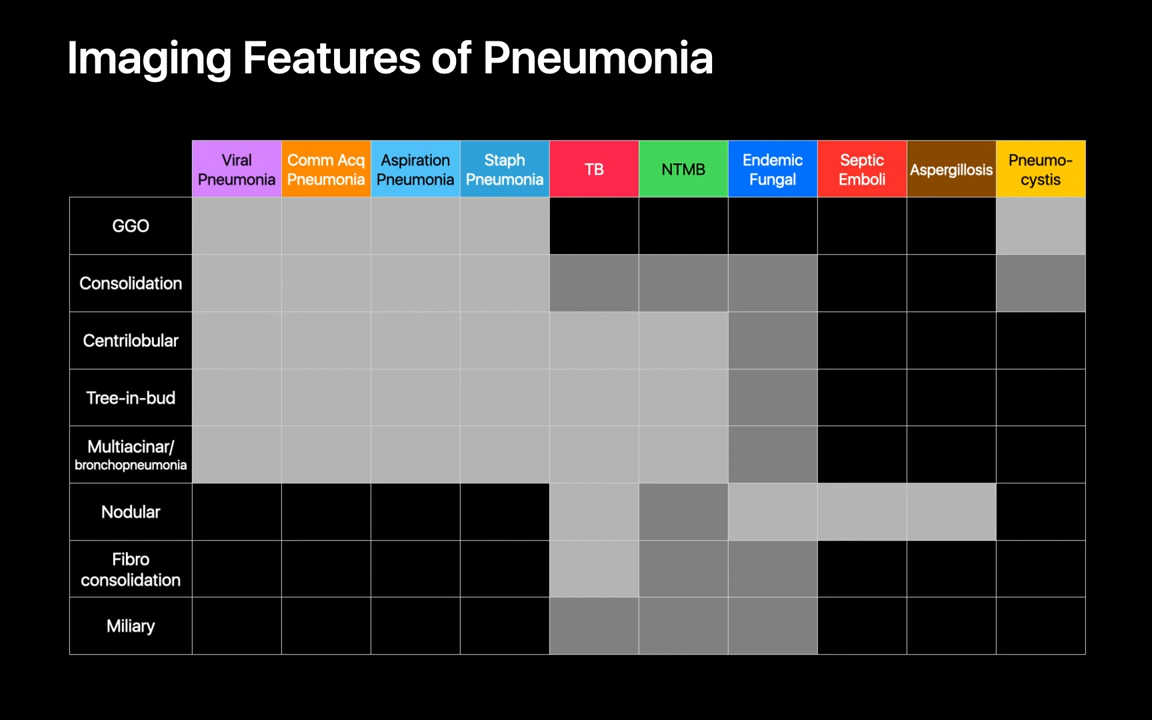 Imaging Features of Pneumonia
Viral
Pneumonia
Comm Acq
Pneumonia
Aspiration
Pneumonia
Staph
Pneumonia
TB
NTMB
Endemic
Fungal
Septic
Emboli
Aspergillosis
Pneumo-
cystis
GGO
Consolidation
Centrilobular
Tree-in-bud
Multiacinar/
bronchopneumonia
Nodular
Fibro
consolidation
Miliary